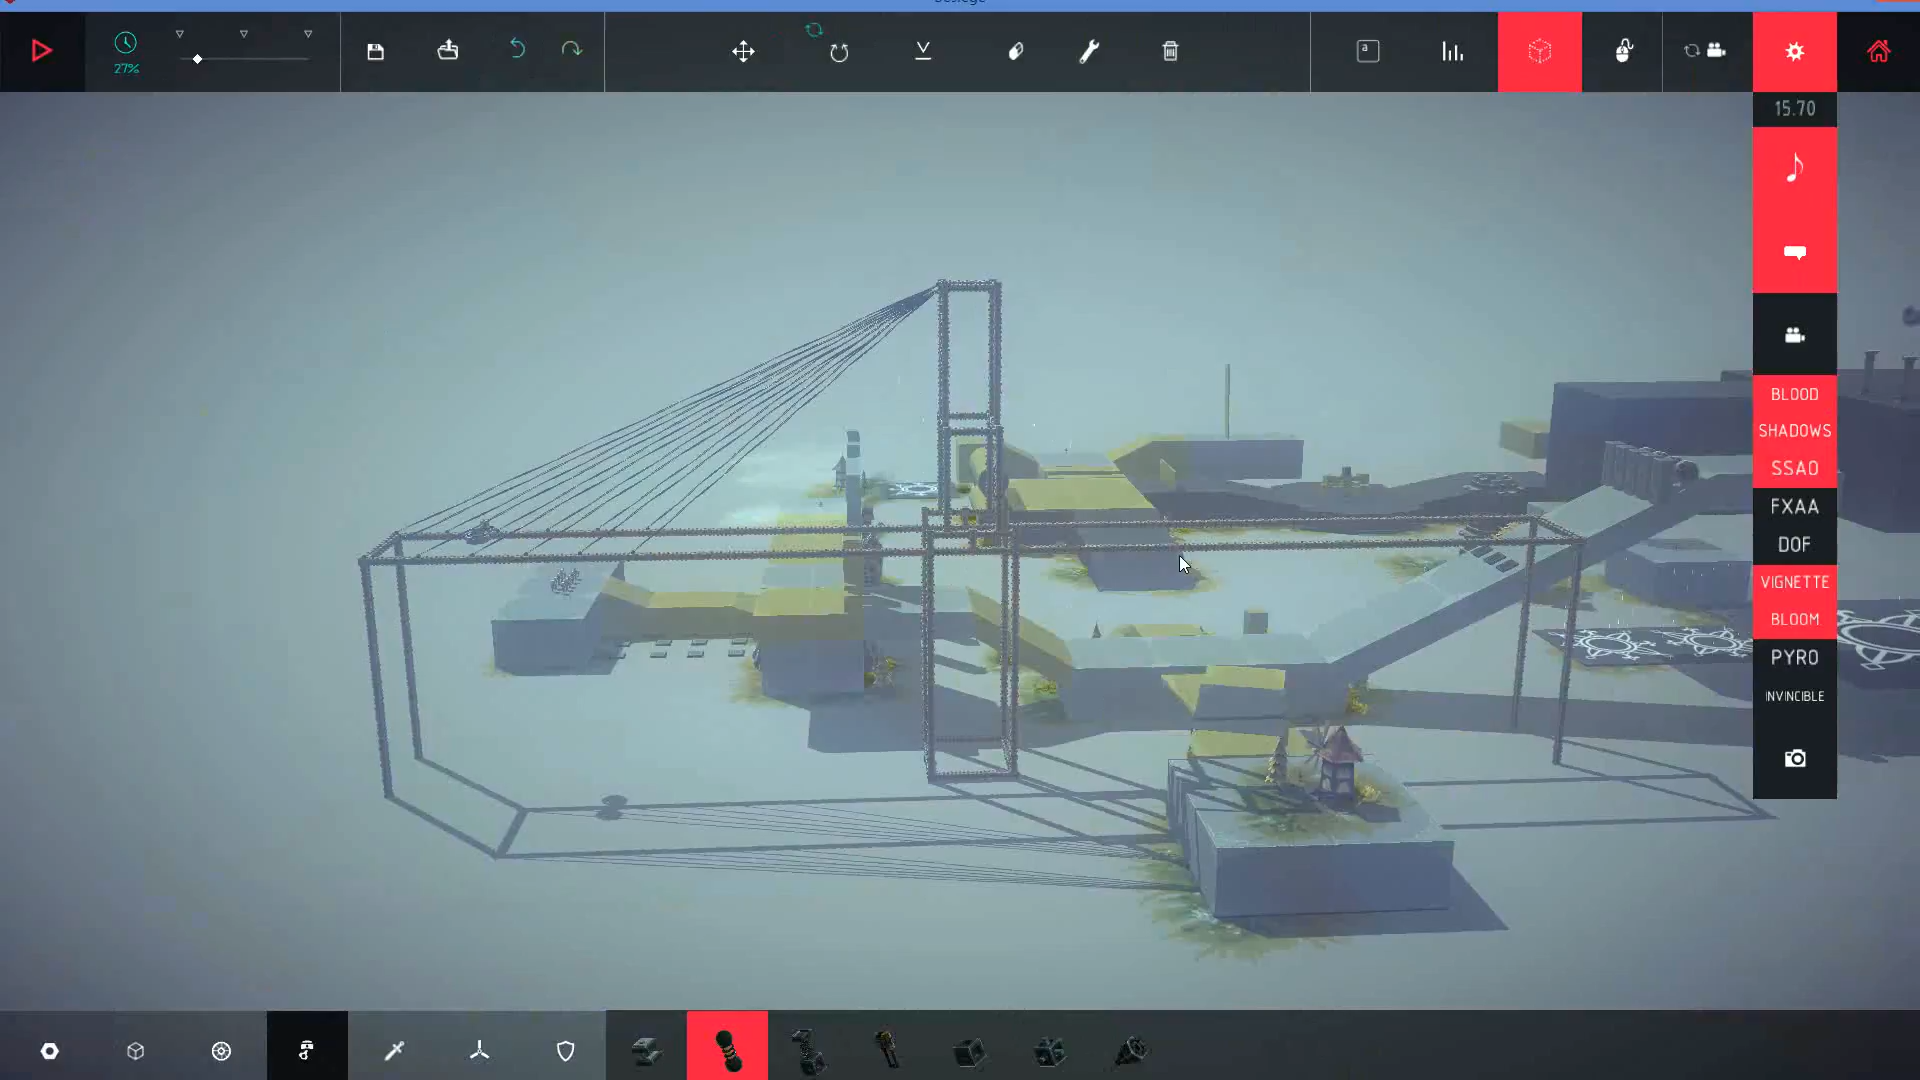 27%
a
15.70
BLOOD
SHADOWS
SSAO
FXAA
DOF
VIGNETTE
BLOOM
PYRO
INVINCIBLE